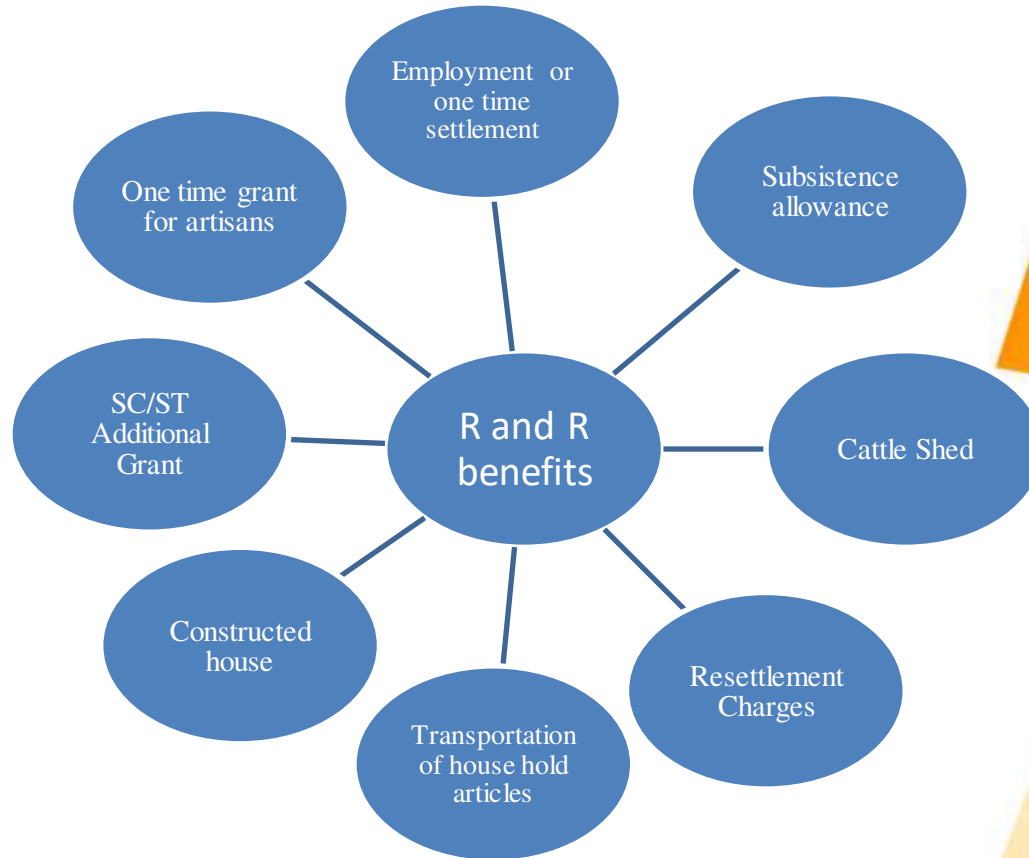 Employment or
one time
settlement
One time grant
for artisans
Subsistence
allowance
SC/ST
Additional
Grant
R and R
benefits
Cattle Shed
Constructed
house
Resettlement
Charges
Transportation
of house hold
articles